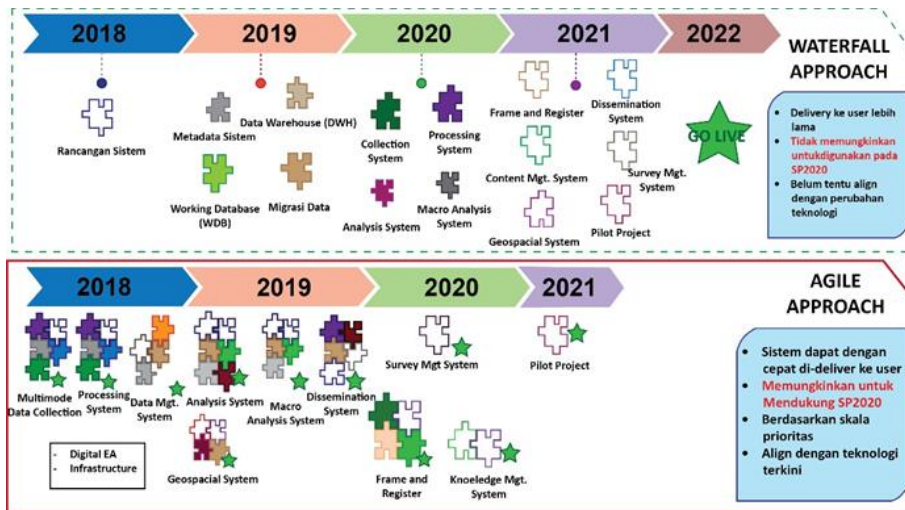 2018
2019
2020
2021
2022
WATERFALL
APPROACH
Rancangan Sistem
Metadata Sistem
Data Warehouse (DWH)
Working Database
(WDB)
Migrasi Data
Collection
System
Processing
System
Analysis System
Macro Analysis
System
Frame and Register
Dissemination
System
Content Mgt. System
Survey Mgt.
System
Geospacial System
Pilot Project
GO LIVE
• Delivery ke user lebih
lama
• Tidak memungkinkan
untukdigunakan pada
SP2020
• Belum tentu align
dengan perubahan
teknologi
2018
2019
2020
2021
AGILE
APPROACH
Multimode
Data Collection
Processing
System
Data Mgt.
System
Analysis System
Macro
Analysis System
Dissemination
System
Survey Mgt System
Pilot Project
- Digital EA
- Infrastructure
Geospacial System
Frame and
Register
Knoeledge Mgt.
System
• Sistem dapat dengan
cepat di-deliver ke user
• Memungkinkan untuk
Mendukung SP2020
• Berdasarkan skala
prioritas
• Align dengan teknologi
terkini